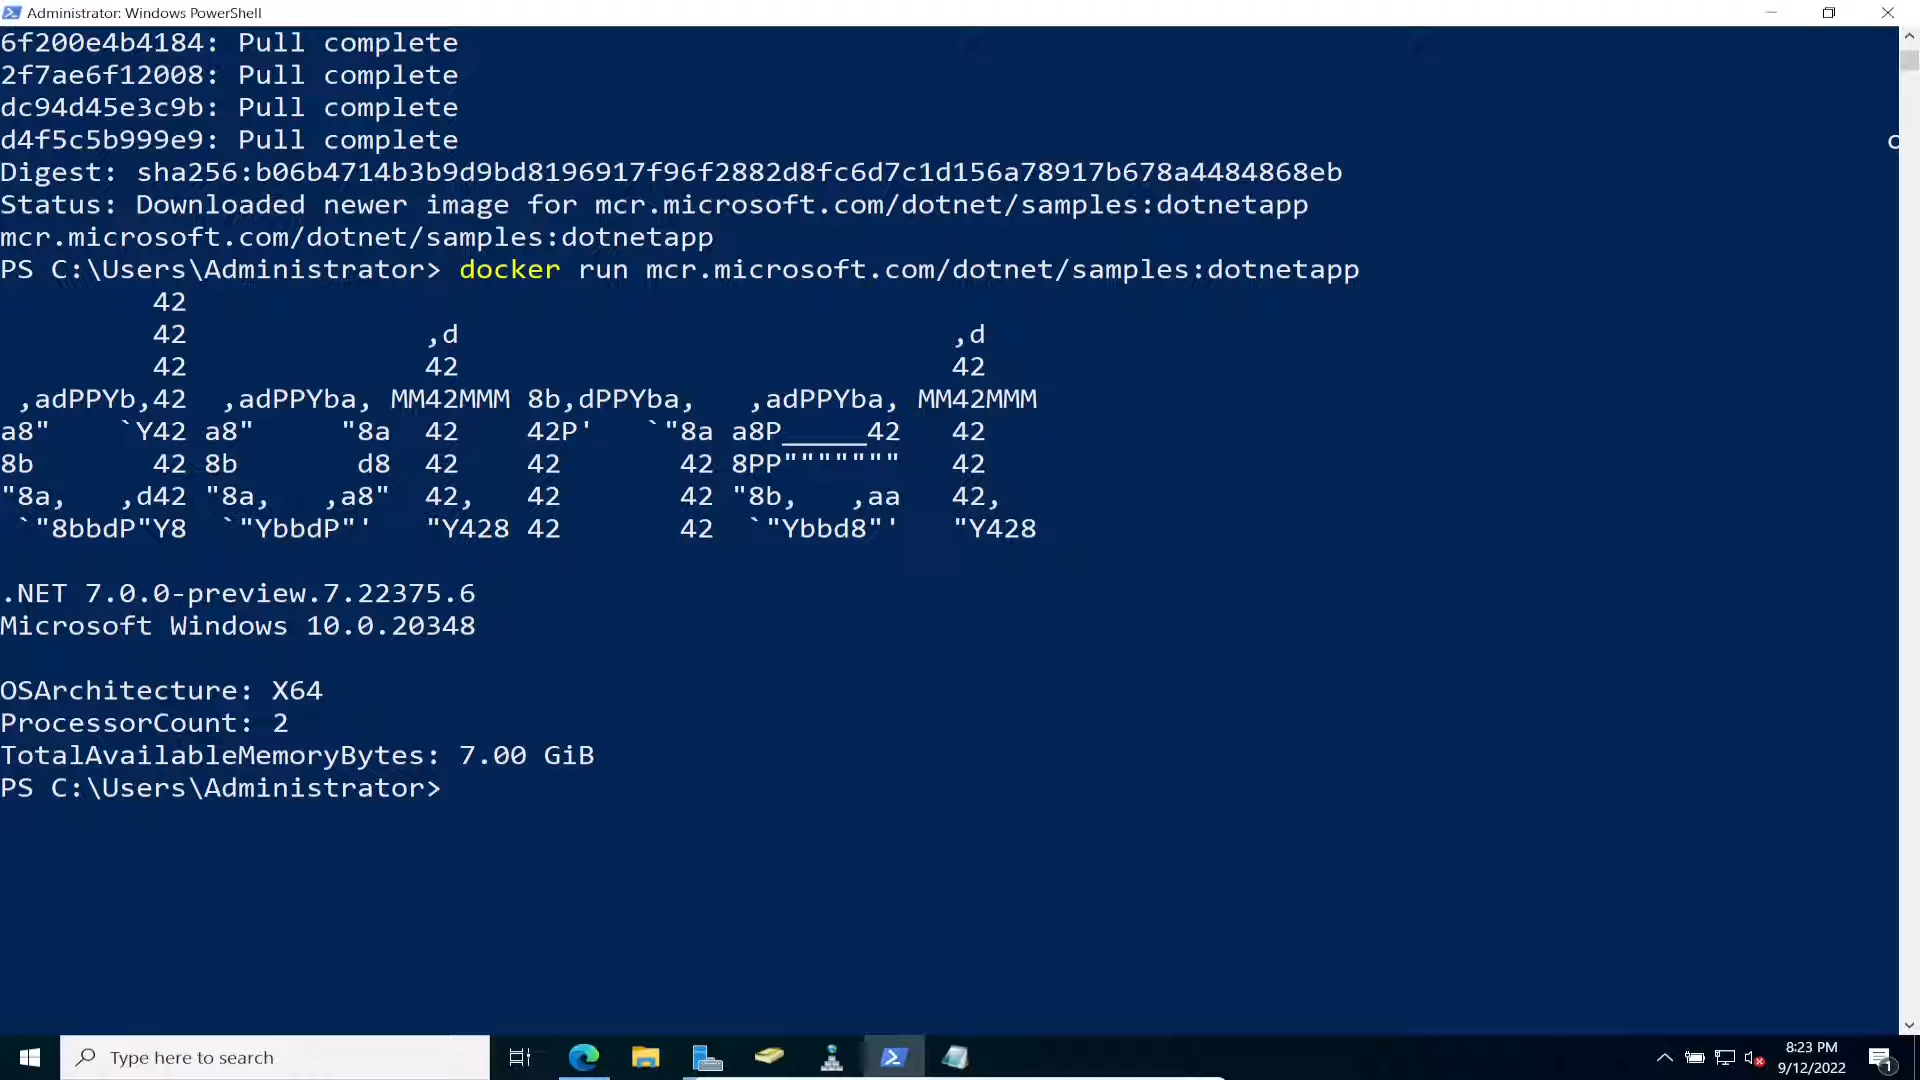 Administrator: Windows PowerShell
6f200e4b4184: Pull complete
2f7ae6f12008: Pull complete
dc94d45e3c9b: Pull complete
d4f5c5b999e9: Pull complete
Digest: sha256:b06b4714b3b9d9bd8196917f96f2882d8fc6d7c1d156a78917b678a4484868eb
Status: Downloaded newer image for mcr.microsoft.com/dotnet/samples:dotnetapp
mcr.microsoft.com/dotnet/samples:dotnetapp
PS C:\Users\Administrator> docker run mcr.microsoft.com/dotnet/samples:dotnetapp
         42
         42              ,d                             ,d
         42              42                             42
 ,adPPYb,42  ,adPPYba, MM42MMM 8b,dPPYba,   ,adPPYba, MM42MMM
a8"    `Y42 a8"     "8a  42    42P'   `"8a a8P_____42   42
8b       42 8b       d8  42    42       42 8PP"""""""   42
"8a,   ,d42 "8a,   ,a8"  42,   42       42 "8b,   ,aa   42,
 `"8bbdP"Y8  `"YbbdP"'   "Y428 42       42  `"Ybbd8"'   "Y428
.NET 7.0.0-preview.7.22375.6
Microsoft Windows 10.0.20348
OSArchitecture: X64
ProcessorCount: 2
TotalAvailableMemoryBytes: 7.00 GiB
PS C:\Users\Administrator>
Type here to search
8:23 PM
9/12/2022
1